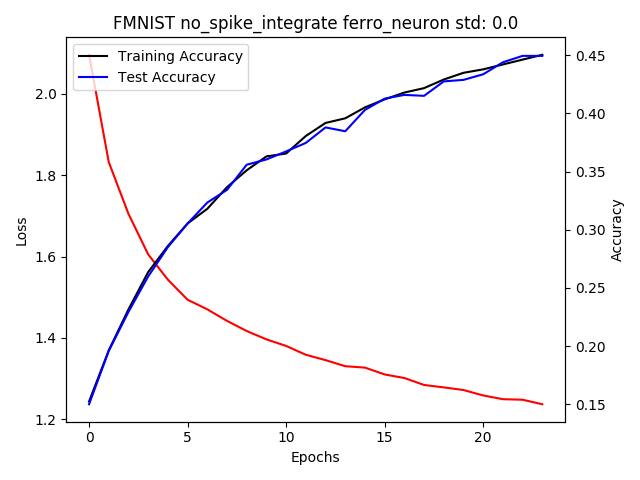 FMNIST no_spike_integrate ferro_neuron std: 0.0
Training Accuracy
Test Accuracy
2.0
1.8
1.6
1.4
1.2
Loss
0.45
0.40
0.35
0.30
0.25
0.20
0.15
Accuracy
0
5
10
15
20
Epochs